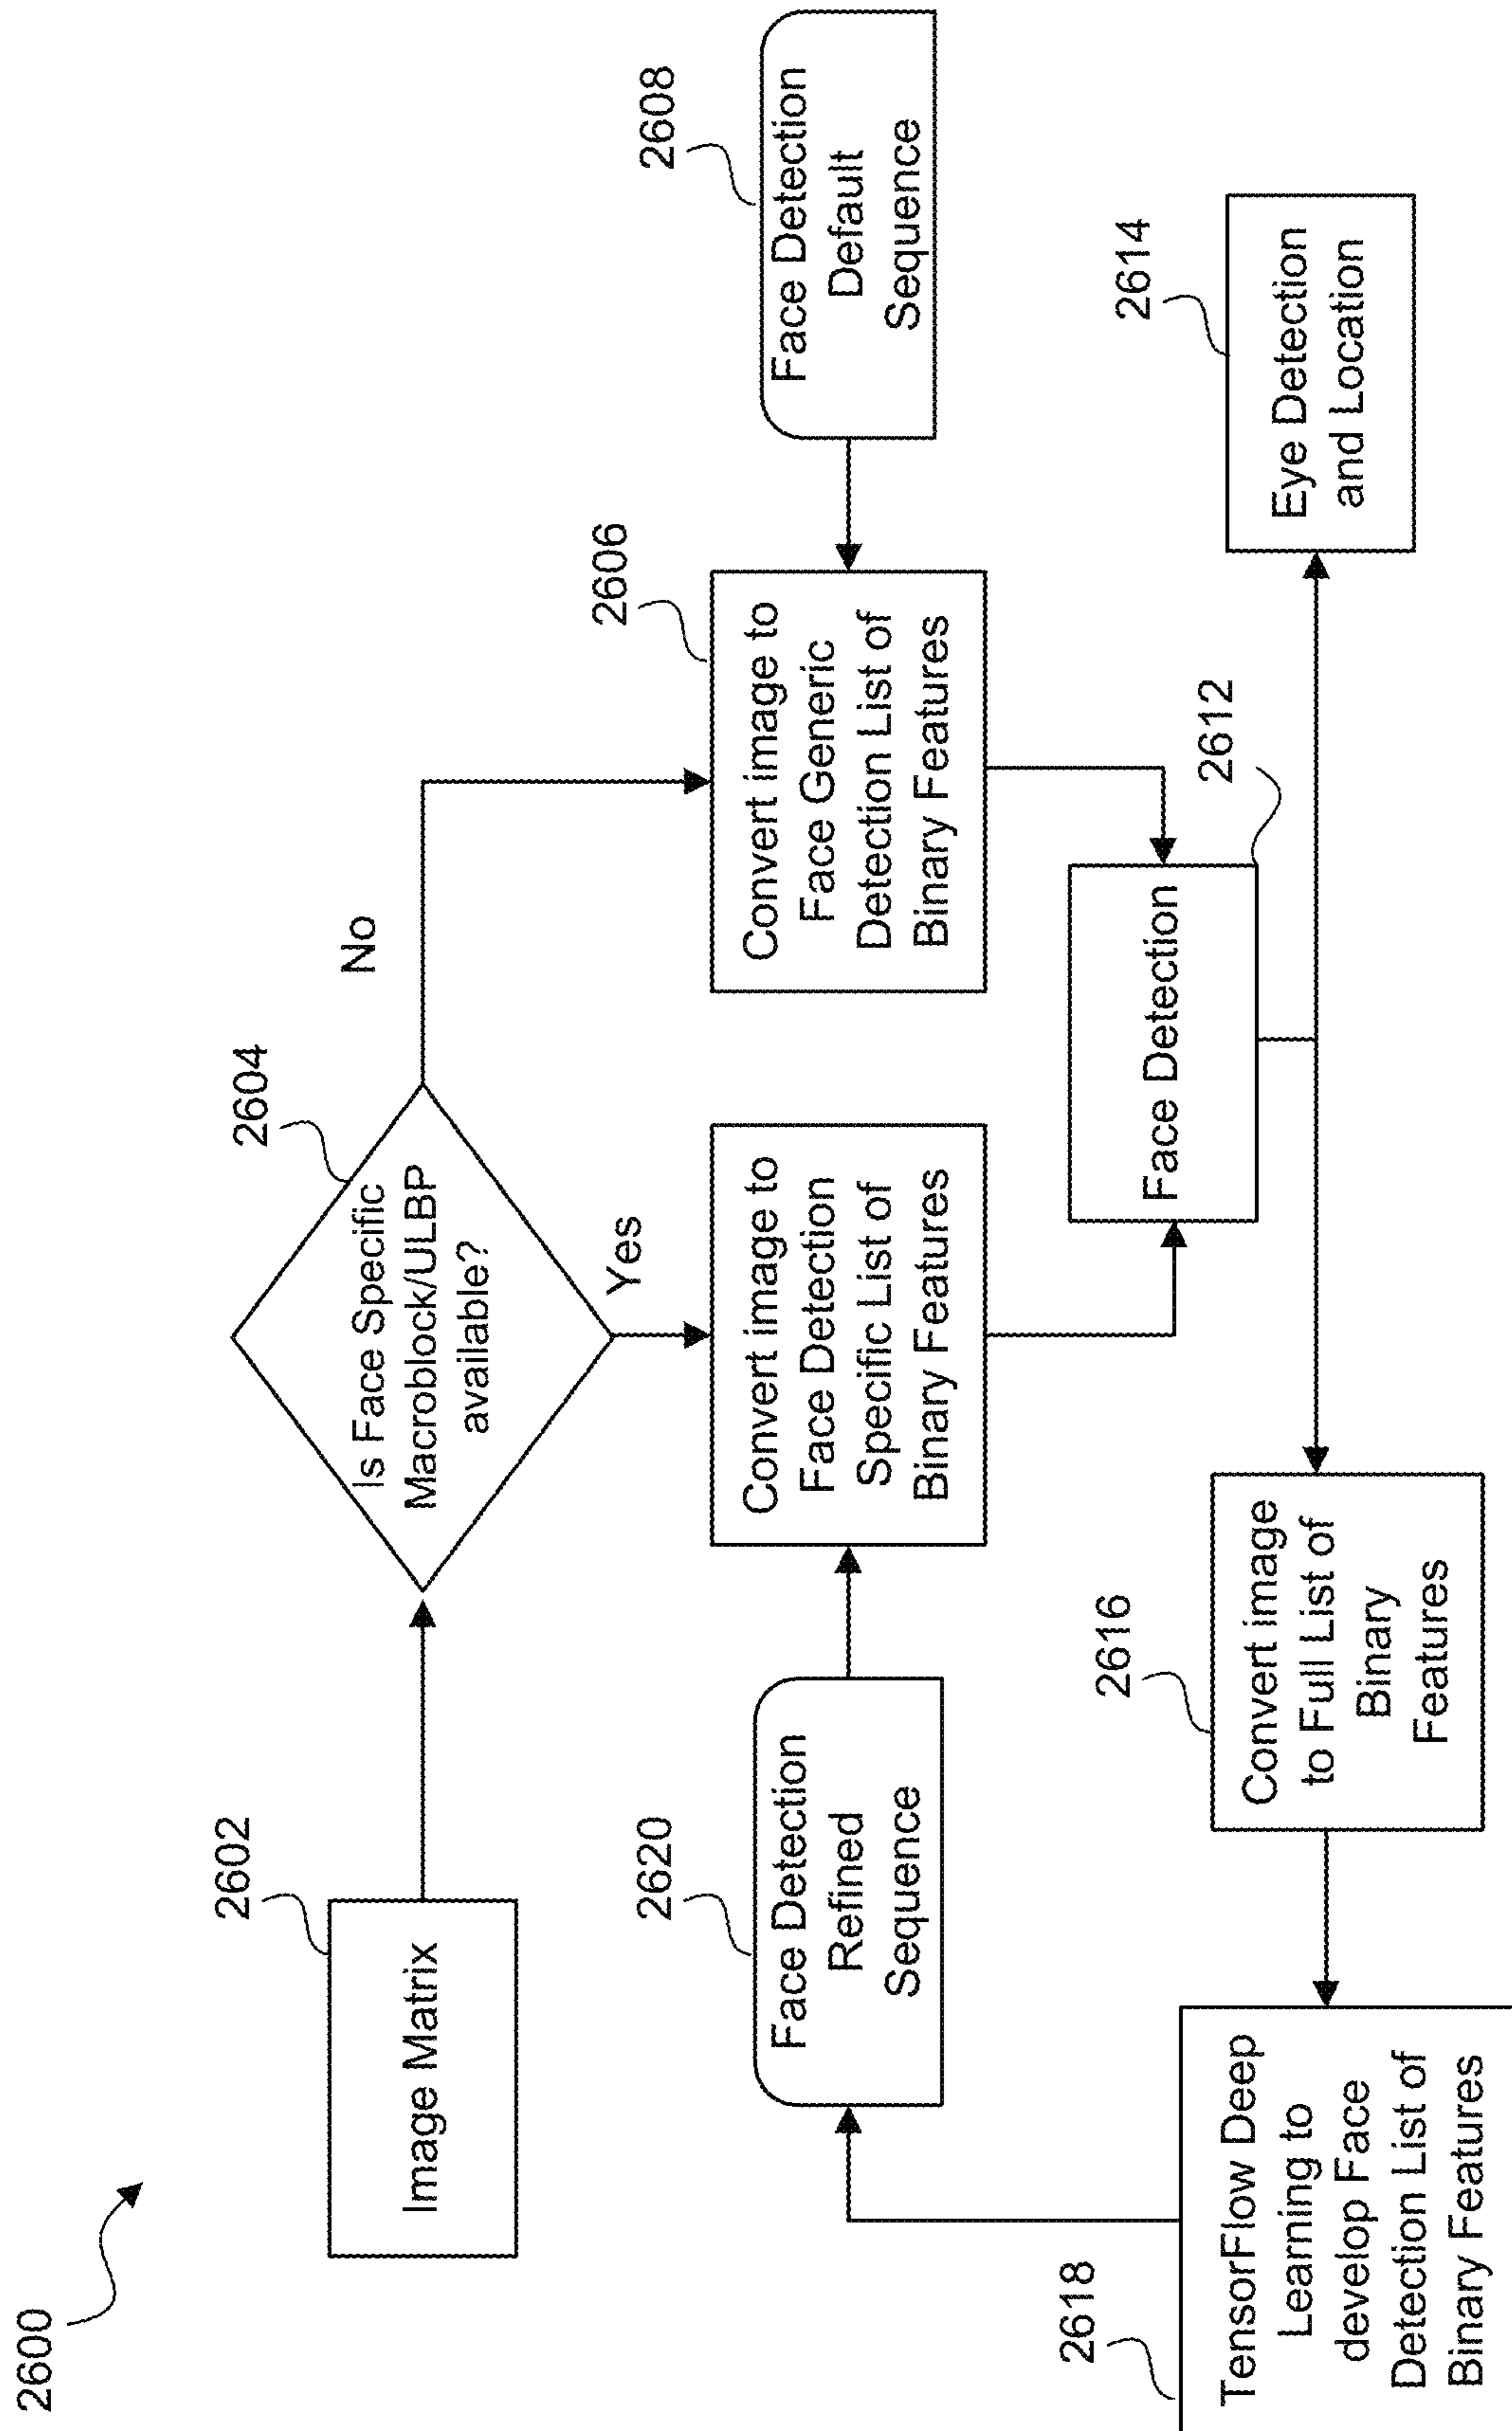 2600
2602
Image Matrix
2604
Is Face Specific
Macroblock/ULBP
available?
No
Yes
2620
Face Detection
Refined
Sequence
Convert image to
Face Detection
Specific List of
Binary Features
2606
Convert image to
Face Generic
Detection List of
Binary Features
2608
Face Detection
Default
Sequence
2612
Face Detection
2618
TensorFlow Deep
Learning to
develop Face
Detection List of
Binary Features
2616
Convert image
to Full List of
Binary
Features
2614
Eye Detection
and Location